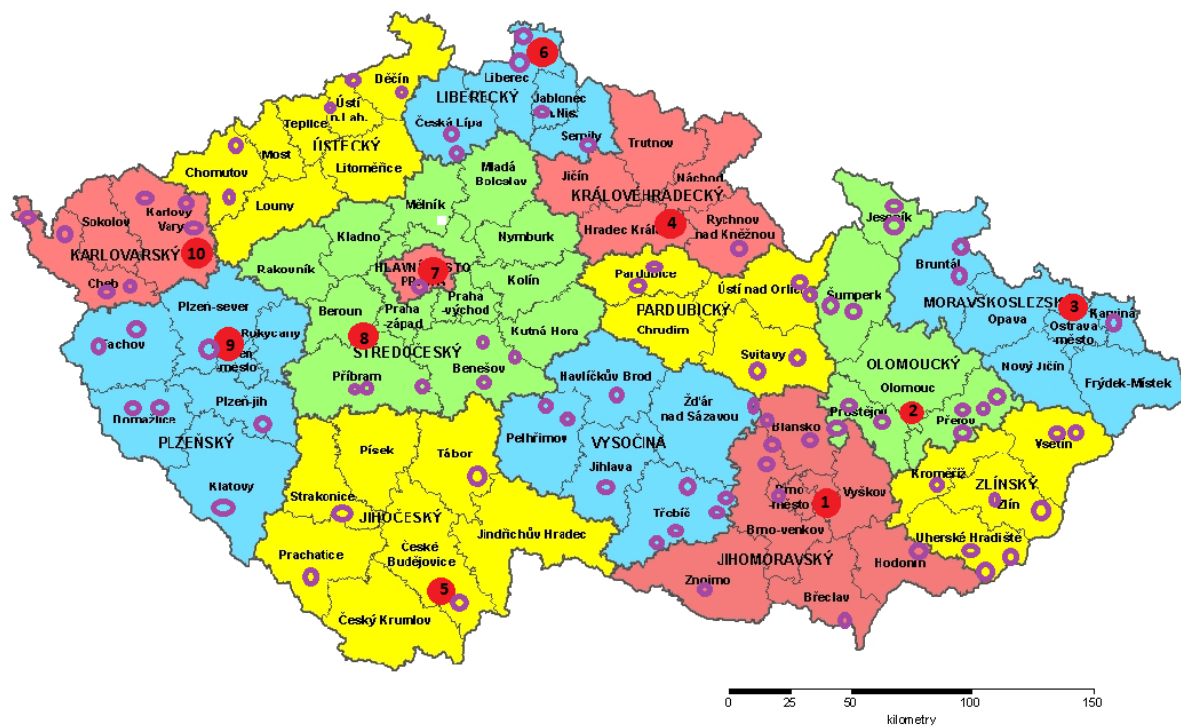 6
Děčín
Liberec
LIBERECKÝ
Ústí
n.Lab.
Jablonec
n.Nis.
Teplice
Česká Lípa
Semily
Trutnov
ÚSTECKÝ
Most
Mladá
Boleslav
Chomutov
Litoměřice
Jičín
Náchod
KRÁLOVÉHRADECKÝ
Louny
Mělník
Jeseník
Sokolov
Karlovy
Vary
Rychnov
nad Kněžnou
4
Hradec
Kladno
Nymburk
KARLOVARSKÝ
10
Bruntál
Rakovník
HLAVNÍ
7
Kolín
Pardubice
Ústí nad Orlicí
Šumperk
Cheb
Plzeň-sever
Praha
-východ
PARDUBICKÝ
MORAVSKOSLEZSK
3
Karviná
Beroun
Praha
-západ
Opava
Ostrava
-město
Chrudim
Tachov
9
Rokycany
8
Kutná Hora
STŘEDOČESKÝ
Svitavy
OLOMOUCKÝ
Nový Jičín
-město
Příbram
Benešov
Havlíčkův Brod
Frýdek-Místek
Olomouc
Plzeň-jih
Žďár
nad Sázavou
Domažlice
Prostějov
2
Přerov
Pelhřimov
VYSOČINA
Blansko
PLZEŇSKÝ
Vsetín
Písek
Tábor
Jihlava
Kroměříž
ZLÍNSKÝ
Klatovy
Strakonice
Brno
-město
1
Vyškov
Zlín
JIHOČESKÝ
Třebíč
Brno-venkov
Jindřichův Hradec
Uherské Hradiště
Prachatice
České
Budějovice
JIHOMORAVSKÝ
Hodonín
Znojmo
5
Břeclav
Český Krumlov
0 25 50 100 150
kilometry